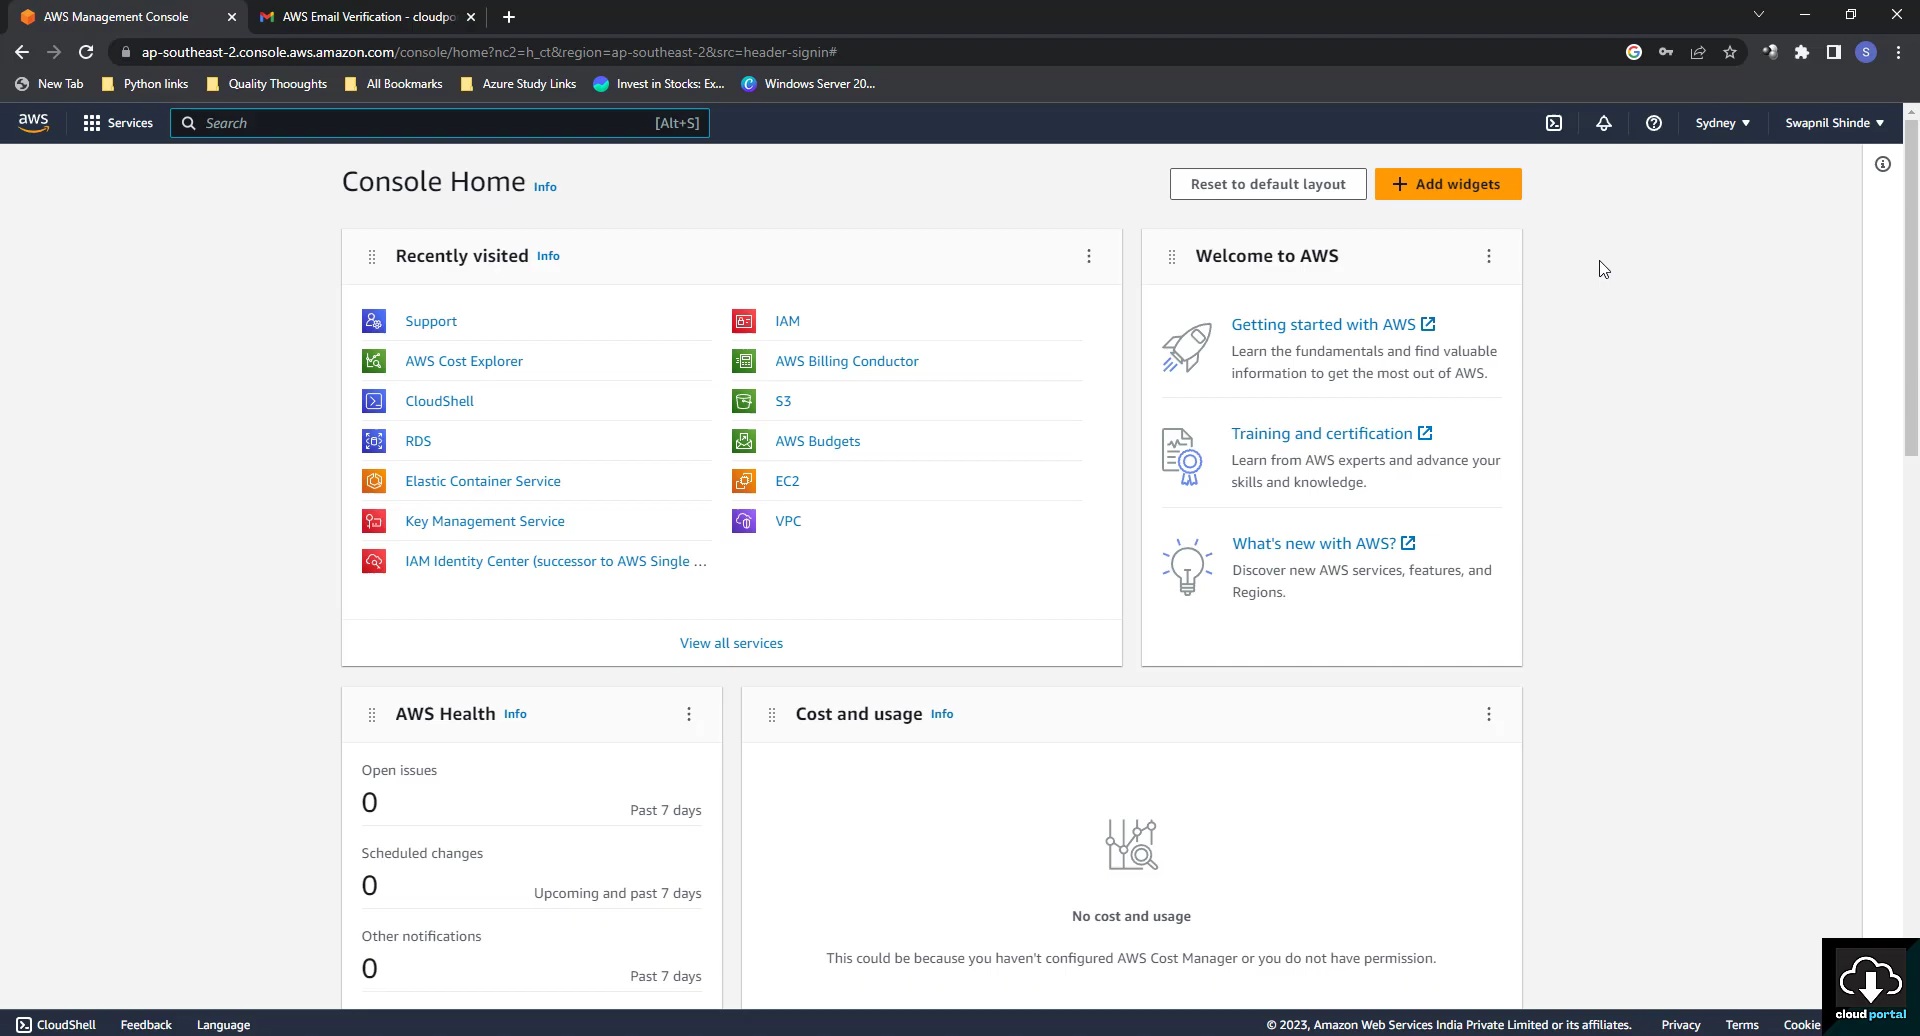 AWS Management Console
AWS Email Verification - cloudpo
ap-southeast-2.console.aws.amazon.com/console/home?nc2=h_ct&region=ap-southeast-2&src=header-signin#
S
New Tab
Python links
Quality Thooughts
All Bookmarks
Azure Study Links
Invest in Stocks: Ex...
Windows Server 20...
aws
Services
Search
[Alt+S]
Sydney
Swapnil Shinde
Console Home Info
Reset to default layout
Add widgets
Recently visited Info
Support
IAM
AWS Cost Explorer
AWS Billing Conductor
CloudShell
S3
RDS
AWS Budgets
Elastic Container Service
EC2
Key Management Service
VPC
IAM Identity Center (successor to AWS Single ...
View all services
Welcome to AWS
Getting started with AWS
Learn the fundamentals and find valuable
information to get the most out of AWS.
Training and certification
Learn from AWS experts and advance your
skills and knowledge.
What's new with AWS?
Discover new AWS services, features, and
Regions.
AWS Health Info
Open issues
0
Past 7 days
Scheduled changes
0
Upcoming and past 7 days
Other notifications
0
Past 7 days
Cost and usage Info
No cost and usage
This could be because you haven't configured AWS Cost Manager or you do not have permission.
CloudShell
Feedback
Language
© 2023, Amazon Web Services India Private Limited or its affiliates.
Privacy
Terms
Cookie
cloud portal